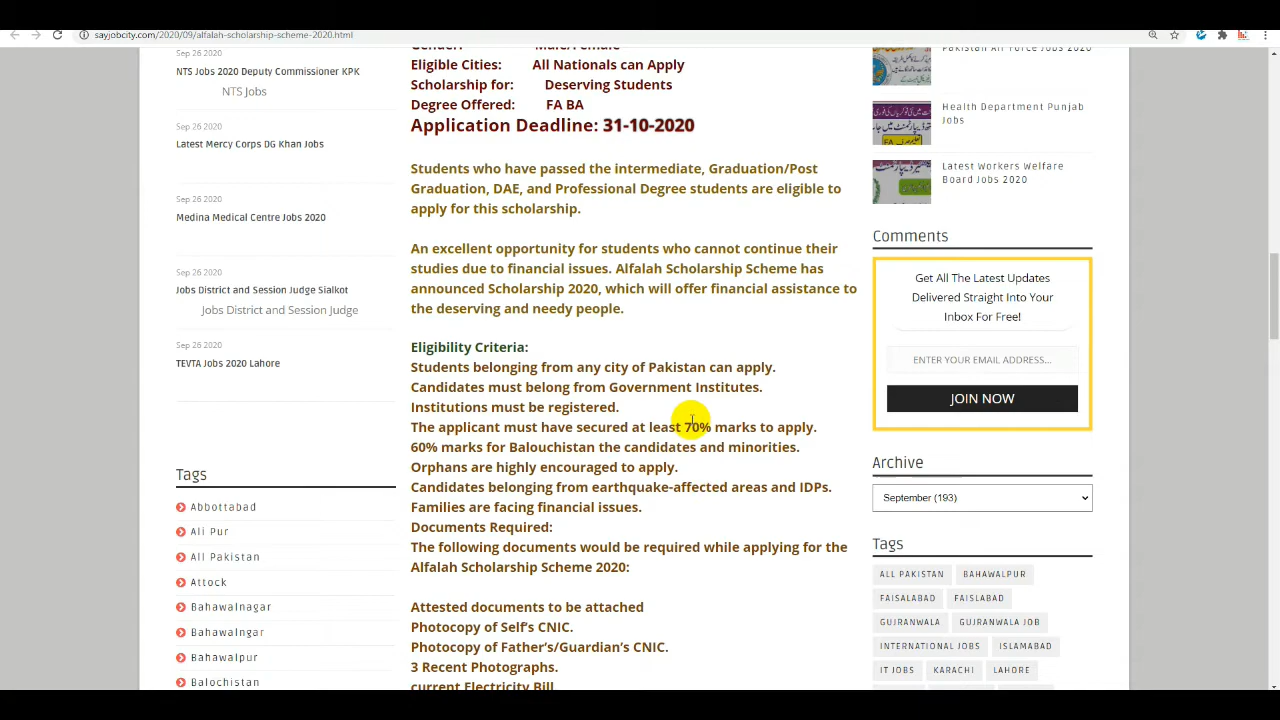 sayjobcity.com/2020/09/alfalah-scholarship-scheme-2020.html
Sep 26 2020
NTS Jobs 2020 Deputy Commissioner KPK
NTS Jobs
Sep 26 2020
Latest Mercy Corps DG Khan Jobs
Sep 26 2020
Medina Medical Centre Jobs 2020
Sep 26 2020
Jobs District and Session Judge Sialkot
Jobs District and Session Judge
Sep 26 2020
TEVTA Jobs 2020 Lahore
Tags
Abbottabad
Ali Pur
All Pakistan
Attock
Bahawalnagar
Bahawalngar
Bahawalpur
Balochistan
Gender: Male/Female
Eligible Cities: All Nationals can Apply
Scholarship for: Deserving Students
Degree Offered: FA BA
Application Deadline: 31-10-2020
Students who have passed the intermediate, Graduation/Post
Graduation, DAE, and Professional Degree students are eligible to
apply for this scholarship.
An excellent opportunity for students who cannot continue their
studies due to financial issues. Alfalah Scholarship Scheme has
announced Scholarship 2020, which will offer financial assistance to
the deserving and needy people.
Eligibility Criteria:
Students belonging from any city of Pakistan can apply.
Candidates must belong from Government Institutes.
Institutions must be registered.
The applicant must have secured at least 70% marks to apply.
60% marks for Balouchistan the candidates and minorities.
Orphans are highly encouraged to apply.
Candidates belonging from earthquake-affected areas and IDPs.
Families are facing financial issues.
Documents Required:
The following documents would be required while applying for the
Alfalah Scholarship Scheme 2020:
Attested documents to be attached
Photocopy of Self's CNIC.
Photocopy of Father's/Guardian's CNIC.
3 Recent Photographs.
current Electricity Bill
Pakistan Air Force Jobs 2020
Health Department Punjab
Jobs
Latest Workers Welfare
Board Jobs 2020
Comments
Get All The Latest Updates
Delivered Straight Into Your
Inbox For Free!
ENTER YOUR EMAIL ADDRESS...
JOIN NOW
Archive
September (193)
Tags
ALL PAKISTAN BAHAWALPUR
FAISALABAD FAISLABAD
GUJRANWALA GUJRANWALA JOB
INTERNATIONAL JOBS ISLAMABAD
IT JOBS KARACHI LAHORE